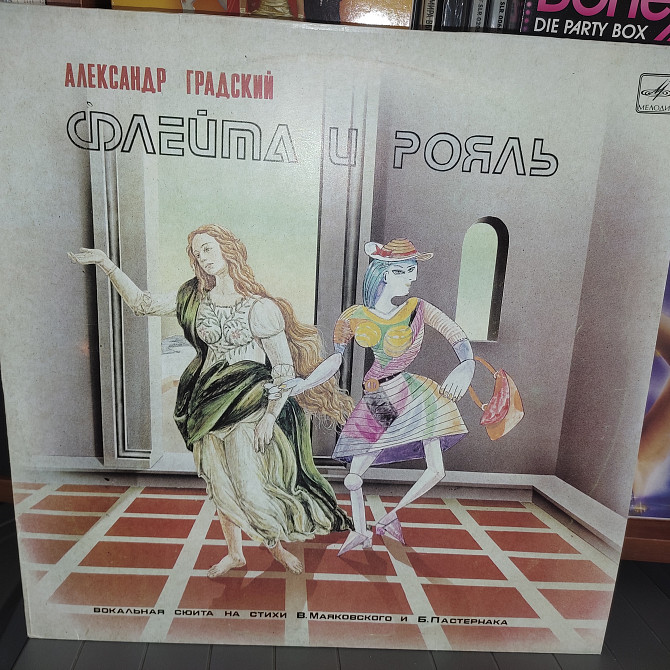 DIE PARTY BOX
АЛЕКСАНДР ГРАДСКИЙ
МЕЛОДИЯ
ФЛЕЙТА И РОЯЛЬ
ВОКАЛЬНАЯ СЮИТА НА СТИХИ В. МАЯКОВСКОГО И Б. ПАСТЕРНАКА